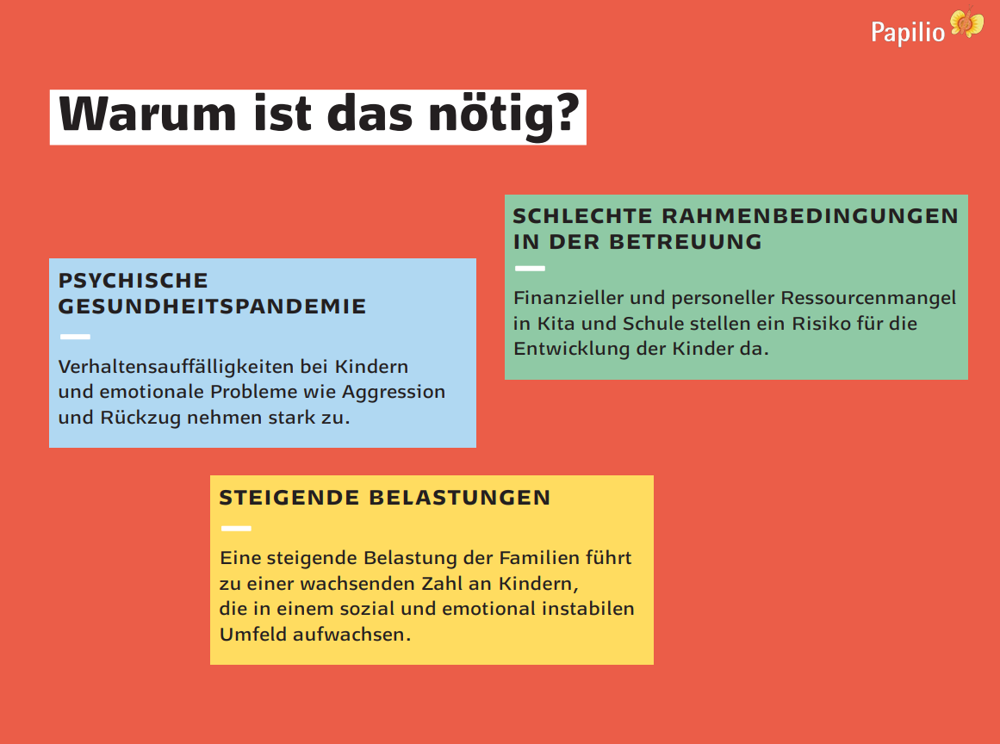 Papilio
Warum ist das nötig?
PSYCHISCHE
GESUNDHEITSPANDEMIE
Verhaltensauffälligkeiten bei Kindern
und emotionale Probleme wie Aggression
und Rückzug nehmen stark zu.
SCHLECHTE RAHMENBEDINGUNGEN
IN DER BETREUUNG
Finanzieller und personeller Ressourcenmangel
in Kita und Schule stellen ein Risiko für die
Entwicklung der Kinder da.
STEIGENDE BELASTUNGEN
Eine steigende Belastung der Familien führt
zu einer wachsenden Zahl an Kindern,
die in einem sozial und emotional instabilen
Umfeld aufwachsen.